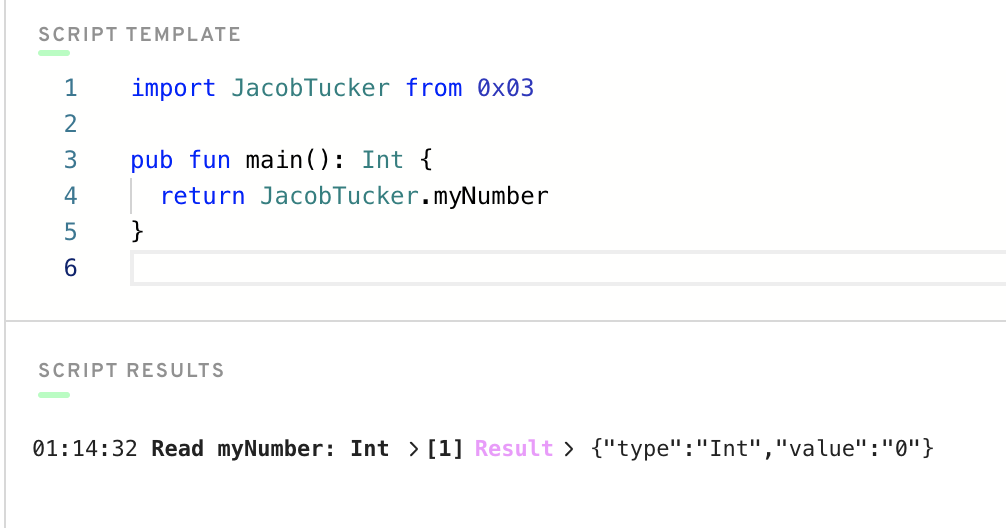 SCRIPT TEMPLATE
1 import JacobTucker from 0x03
2
3 pub fun main(): Int {
4 return JacobTucker.myNumber
5 }
6
SCRIPT RESULTS
01:14:32 Read myNumber: Int >[1] Result > {"type":"Int","value":"0"}